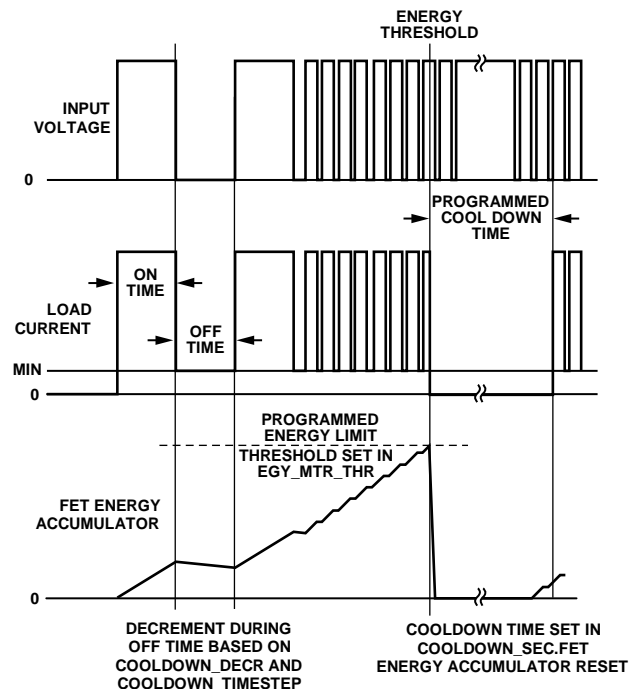 ENERGY
THRESHOLD
INPUT
VOLTAGE
0
PROGRAMMED
COOL DOWN
TIME
ON
TIME
LOAD
CURRENT
OFF
TIME
MIN
0
PROGRAMMED
ENERGY LIMIT
THRESHOLD SET IN
EGY_MTR_THR
FET ENERGY
ACCUMULATOR
0
DECREMENT DURING
OFF TIME BASED ON
COOLDOWN_DECR AND
COOLDOWN_TIMESTEP
COOLDOWN TIME SET IN
COOLDOWN_SEC.FET
ENERGY ACCUMULATOR RESET